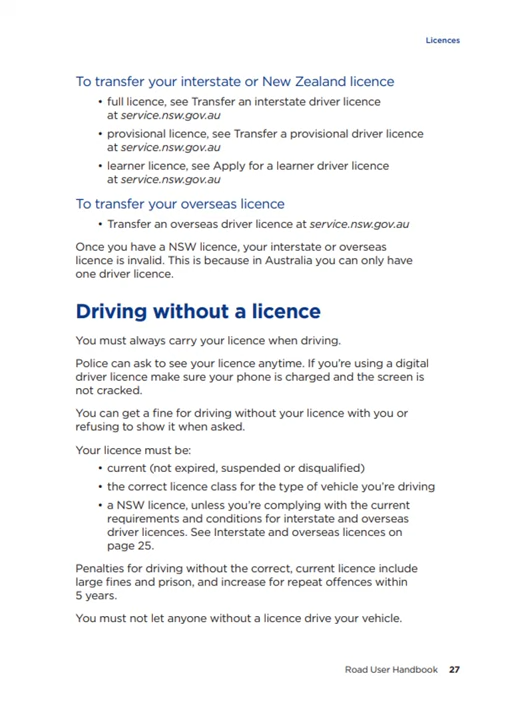 Licences
To transfer your interstate or New Zealand licence
• full licence, see Transfer an interstate driver licence
at service.nsw.gov.au
• provisional licence, see Transfer a provisional driver licence
at service.nsw.gov.au
• learner licence, see Apply for a learner driver licence
at service.nsw.gov.au
To transfer your overseas licence
• Transfer an overseas driver licence at service.nsw.gov.au
Once you have a NSW licence, your interstate or overseas
licence is invalid. This is because in Australia you can only have
one driver licence.
Driving without a licence
You must always carry your licence when driving.
Police can ask to see your licence anytime. If you're using a digital
driver licence make sure your phone is charged and the screen is
not cracked.
You can get a fine for driving without your licence with you or
refusing to show it when asked.
Your licence must be:
• current (not expired, suspended or disqualified)
• the correct licence class for the type of vehicle you're driving
• a NSW licence, unless you're complying with the current
requirements and conditions for interstate and overseas
driver licences. See Interstate and overseas licences on
page 25.
Penalties for driving without the correct, current licence include
large fines and prison, and increase for repeat offences within
5 years.
You must not let anyone without a licence drive your vehicle.
Road User Handbook 27